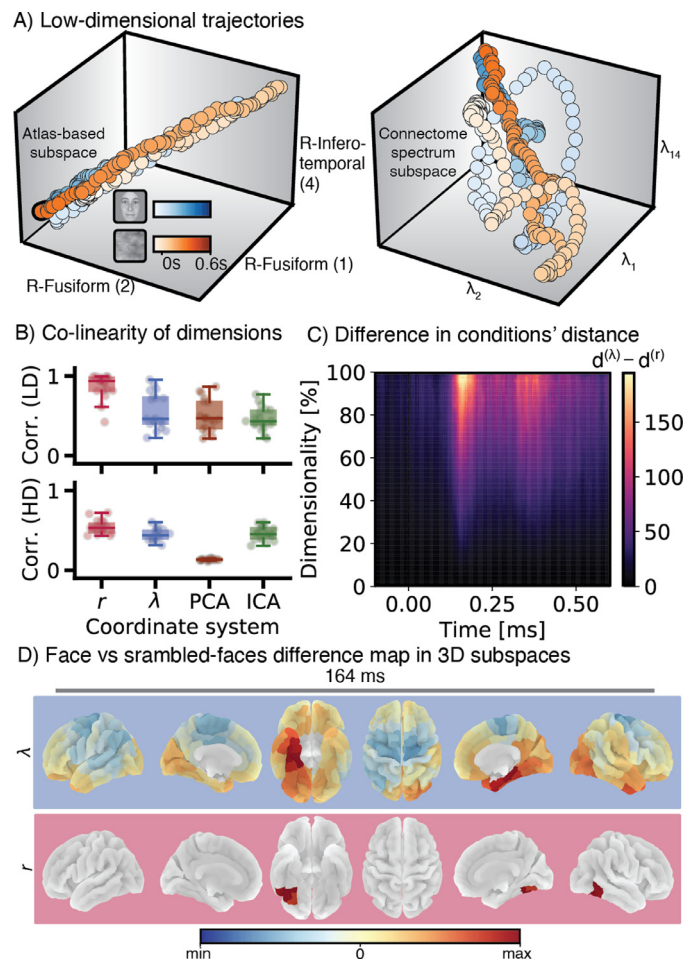 A) Low-dimensional trajectories
Atlas-based
subspace
R-Infero-
temporal
(4)
0s 0.6s
R-Fusiform (1)
R-Fusiform (2)
Connectome
spectrum
subspace
λ14
λ1
λ2
B) Co-linearity of dimensions
Corr. (LD)
1
0
Corr. (HD)
1
0
r λ PCA ICA
Coordinate system
C) Difference in conditions' distance
d(λ) – d(r)
Dimensionality [%]
100
80
60
40
20
0
0.00 0.25 0.50
Time [ms]
150
100
50
0
D) Face vs srambled-faces difference map in 3D subspaces
164 ms
λ
r
min 0 max